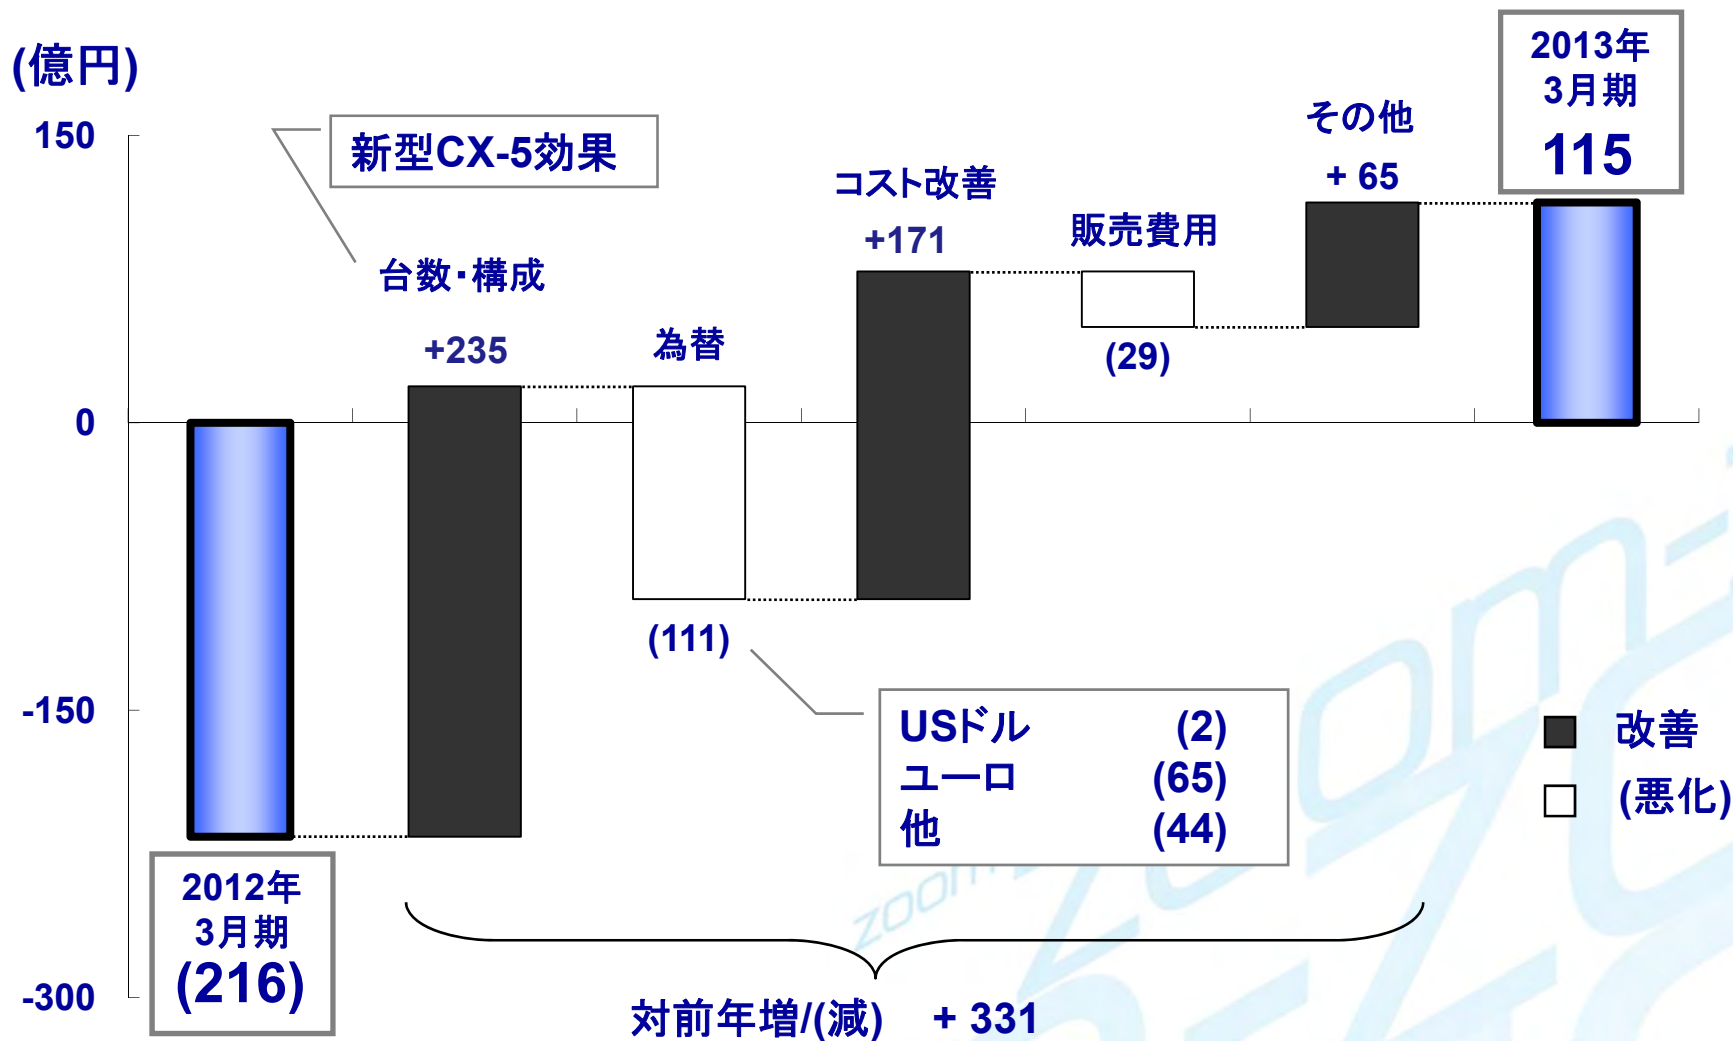 (億円)
150
0
-150
-300
新型CX-5効果
台数・構成
+235
為替
(111)
コスト改善
+171
販売費用
(29)
その他
+ 65
2013年
3月期
115
USドル (2)
ユーロ (65)
他 (44)
改善
(悪化)
2012年
3月期
(216)
対前年増/(減) + 331
zoom-